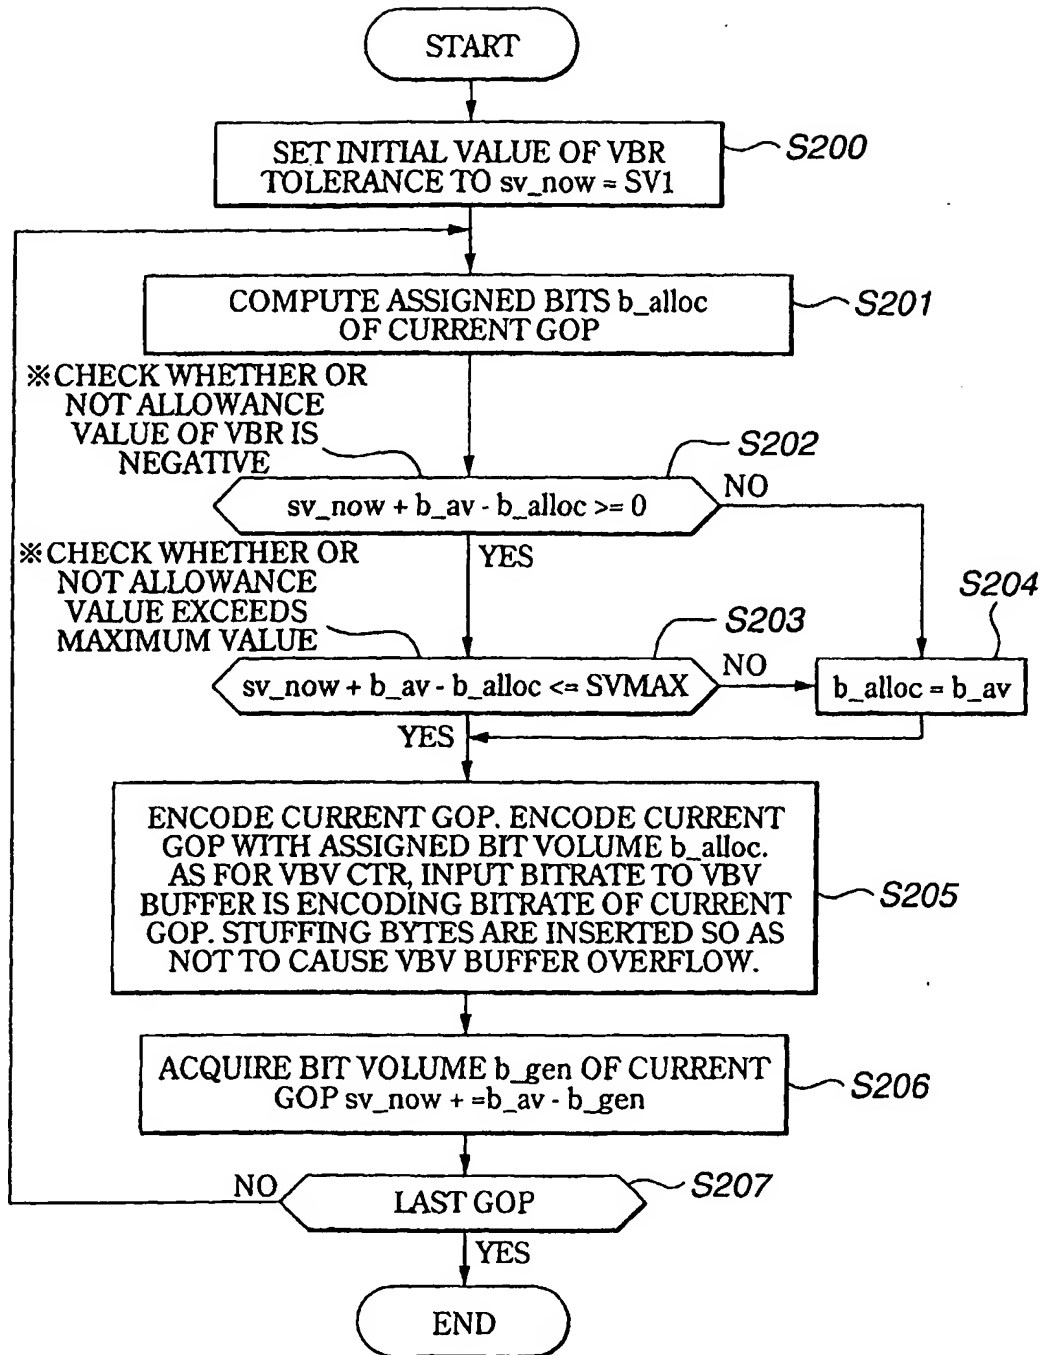 START
SET INITIAL VALUE OF VBR
TOLERANCE TO sv_now = SV1
S200
COMPUTE ASSIGNED BITS b_alloc
OF CURRENT GOP
S201
※CHECK WHETHER OR
NOT ALLOWANCE
VALUE OF VBR IS
NEGATIVE
S202
sv_now + b_av - b_alloc >= 0
NO
YES
※CHECK WHETHER OR
NOT ALLOWANCE
VALUE EXCEEDS
MAXIMUM VALUE
S203
sv_now + b_av - b_alloc <= SVMAX
NO
S204
b_alloc = b_av
YES
ENCODE CURRENT GOP. ENCODE CURRENT
GOP WITH ASSIGNED BIT VOLUME b_alloc.
AS FOR VBV CTR, INPUT BITRATE TO VBV
BUFFER IS ENCODING BITRATE OF CURRENT
GOP. STUFFING BYTES ARE INSERTED SO AS
NOT TO CAUSE VBV BUFFER OVERFLOW.
S205
ACQUIRE BIT VOLUME b_gen OF CURRENT
GOP sv_now + =b_av - b_gen
S206
NO
LAST GOP
S207
YES
END